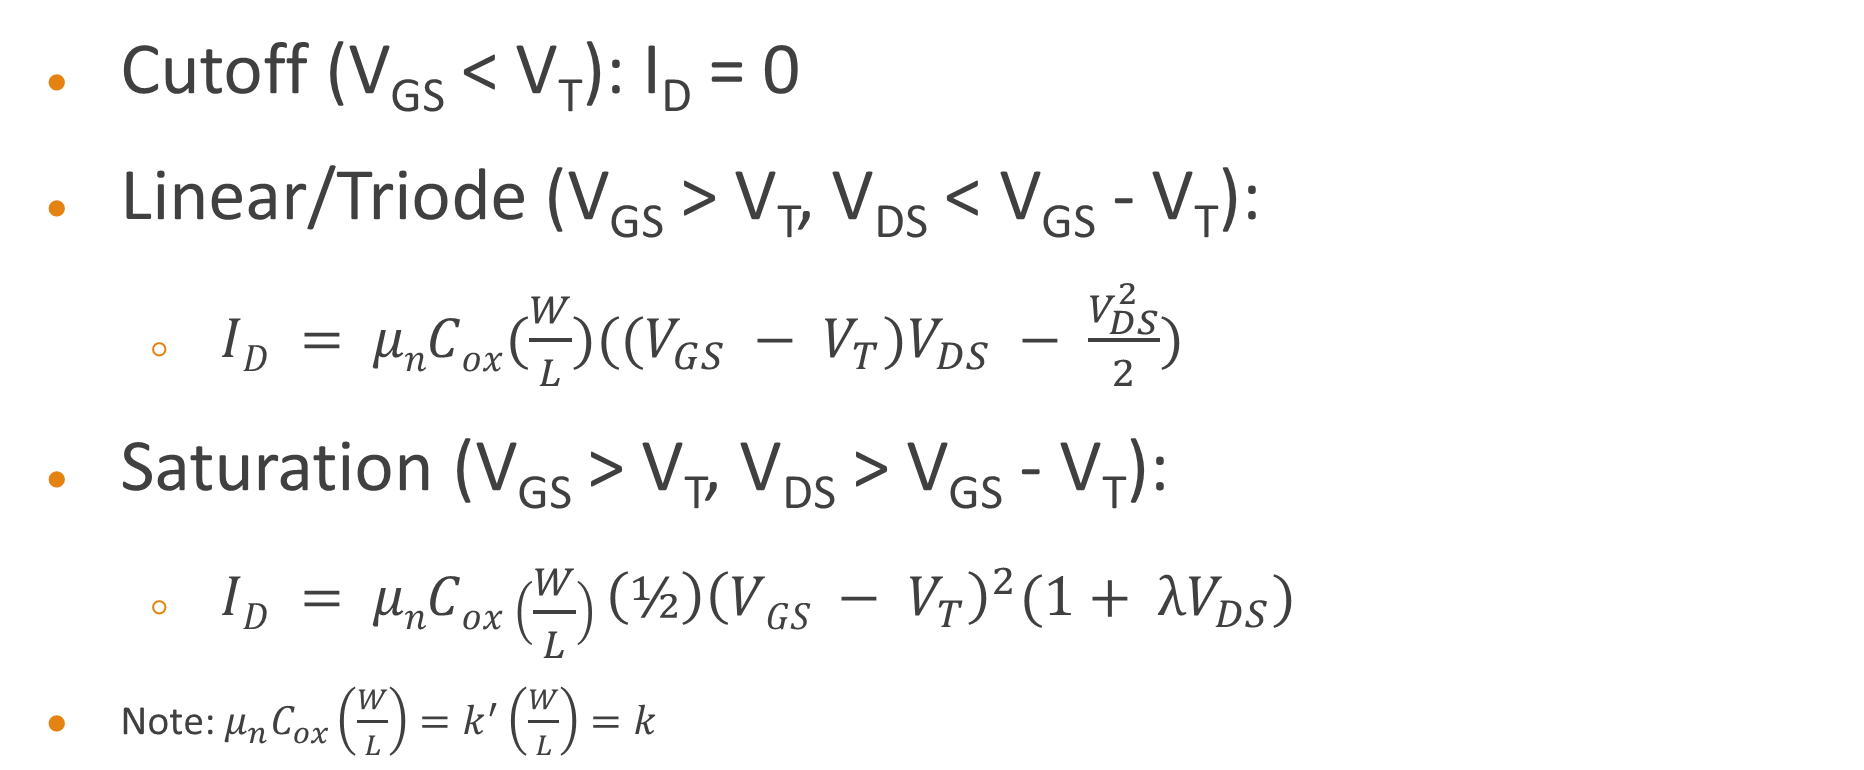 • Cutoff (V_GS < V_T): I_D = 0
• Linear/Triode (V_GS > V_T, V_DS < V_GS - V_T):
◦ I_D = μ_n C_ox (W/L)((V_GS − V_T)V_DS − V_DS^2/2)
• Saturation (V_GS > V_T, V_DS > V_GS - V_T):
◦ I_D = μ_n C_ox (W/L) (½)(V_GS − V_T)²(1 + λV_DS)
• Note: μ_n C_ox (W/L) = k′ (W/L) = k